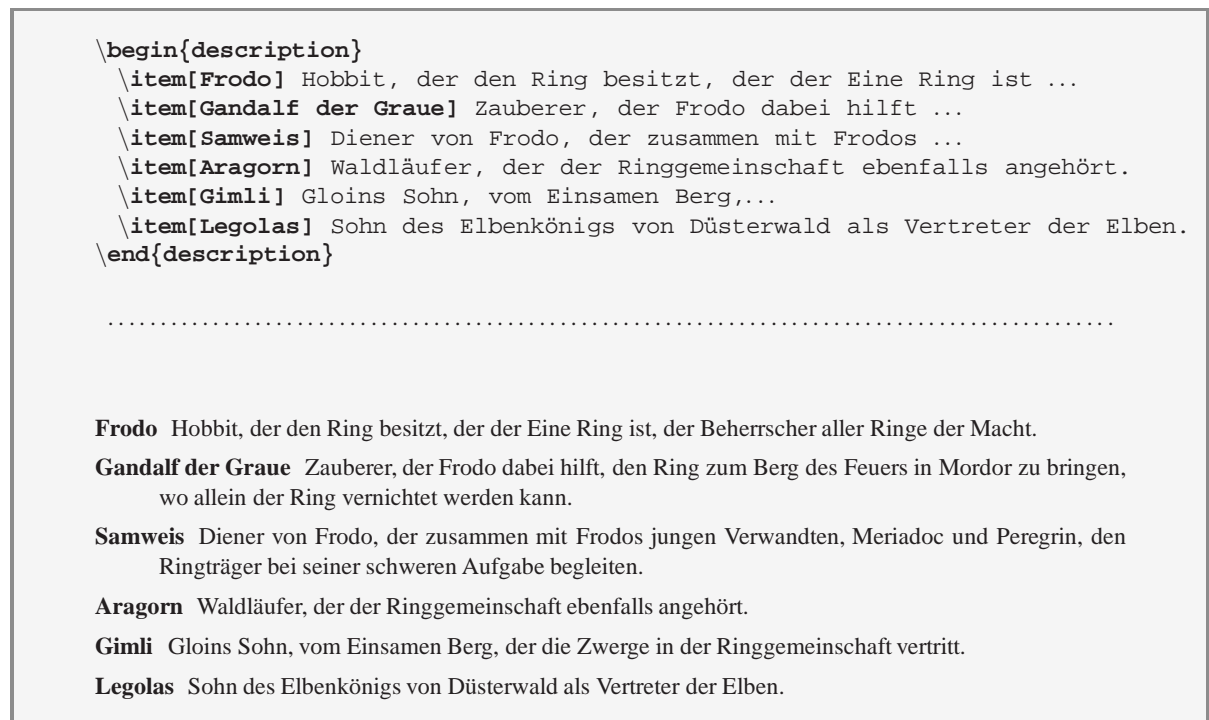 \begin{description}
\item[Frodo] Hobbit, der den Ring besitzt, der der Eine Ring ist ...
\item[Gandalf der Graue] Zauberer, der Frodo dabei hilft ...
\item[Samweis] Diener von Frodo, der zusammen mit Frodos ...
\item[Aragorn] Waldläufer, der der Ringgemeinschaft ebenfalls angehört.
\item[Gimli] Gloins Sohn, vom Einsamen Berg,...
\item[Legolas] Sohn des Elbenkönigs von Düsterwald als Vertreter der Elben.
\end{description}
Frodo Hobbit, der den Ring besitzt, der der Eine Ring ist, der Beherrscher aller Ringe der Macht.
Gandalf der Graue Zauberer, der Frodo dabei hilft, den Ring zum Berg des Feuers in Mordor zu bringen,
wo allein der Ring vernichtet werden kann.
Samweis Diener von Frodo, der zusammen mit Frodos jungen Verwandten, Meriadoc und Peregrin, den
Ringträger bei seiner schweren Aufgabe begleiten.
Aragorn Waldläufer, der der Ringgemeinschaft ebenfalls angehört.
Gimli Gloins Sohn, vom Einsamen Berg, der die Zwerge in der Ringgemeinschaft vertritt.
Legolas Sohn des Elbenkönigs von Düsterwald als Vertreter der Elben.